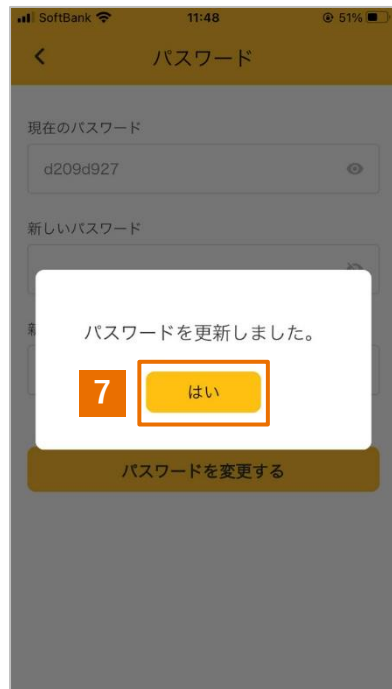 SoftBank 11:48 51%
パスワード
現在のパスワード
d209d927
新しいパスワード
パスワードを更新しました。
7 はい
パスワードを変更する